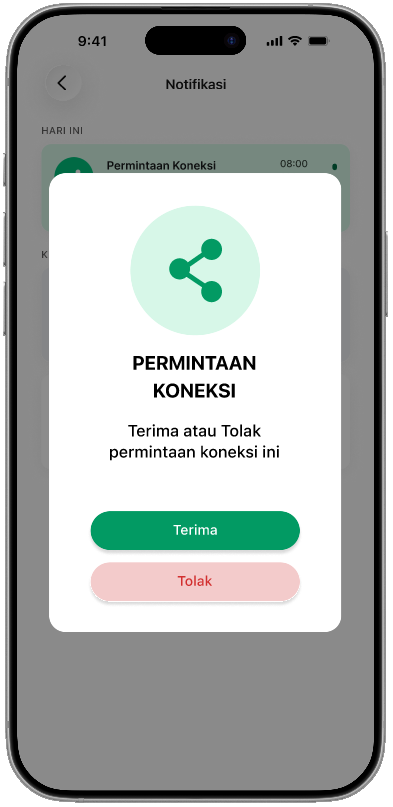 9:41
Notifikasi
HARI INI
Permintaan Koneksi
08:00
K
PERMINTAAN
KONEKSI
Terima atau Tolak
permintaan koneksi ini
Terima
Tolak